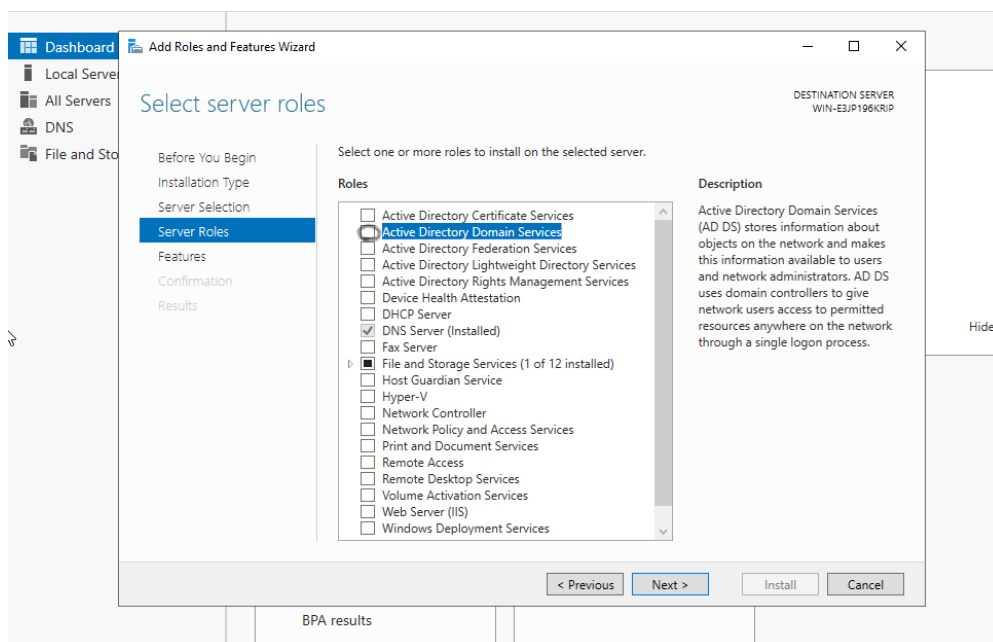 Dashboard
Local Server
All Servers
DNS
File and Sto
Add Roles and Features Wizard
Select server roles
DESTINATION SERVER
WIN-E3JP196KRIP
Before You Begin
Installation Type
Server Selection
Server Roles
Features
Confirmation
Results
Select one or more roles to install on the selected server.
Roles
Active Directory Certificate Services
Active Directory Domain Services
Active Directory Federation Services
Active Directory Lightweight Directory Services
Active Directory Rights Management Services
Device Health Attestation
DHCP Server
DNS Server (Installed)
Fax Server
File and Storage Services (1 of 12 installed)
Host Guardian Service
Hyper-V
Network Controller
Network Policy and Access Services
Print and Document Services
Remote Access
Remote Desktop Services
Volume Activation Services
Web Server (IIS)
Windows Deployment Services
Description
Active Directory Domain Services
(AD DS) stores information about
objects on the network and makes
this information available to users
and network administrators. AD DS
uses domain controllers to give
network users access to permitted
resources anywhere on the network
through a single logon process.
Hide
< Previous
Next >
Install
Cancel
BPA results